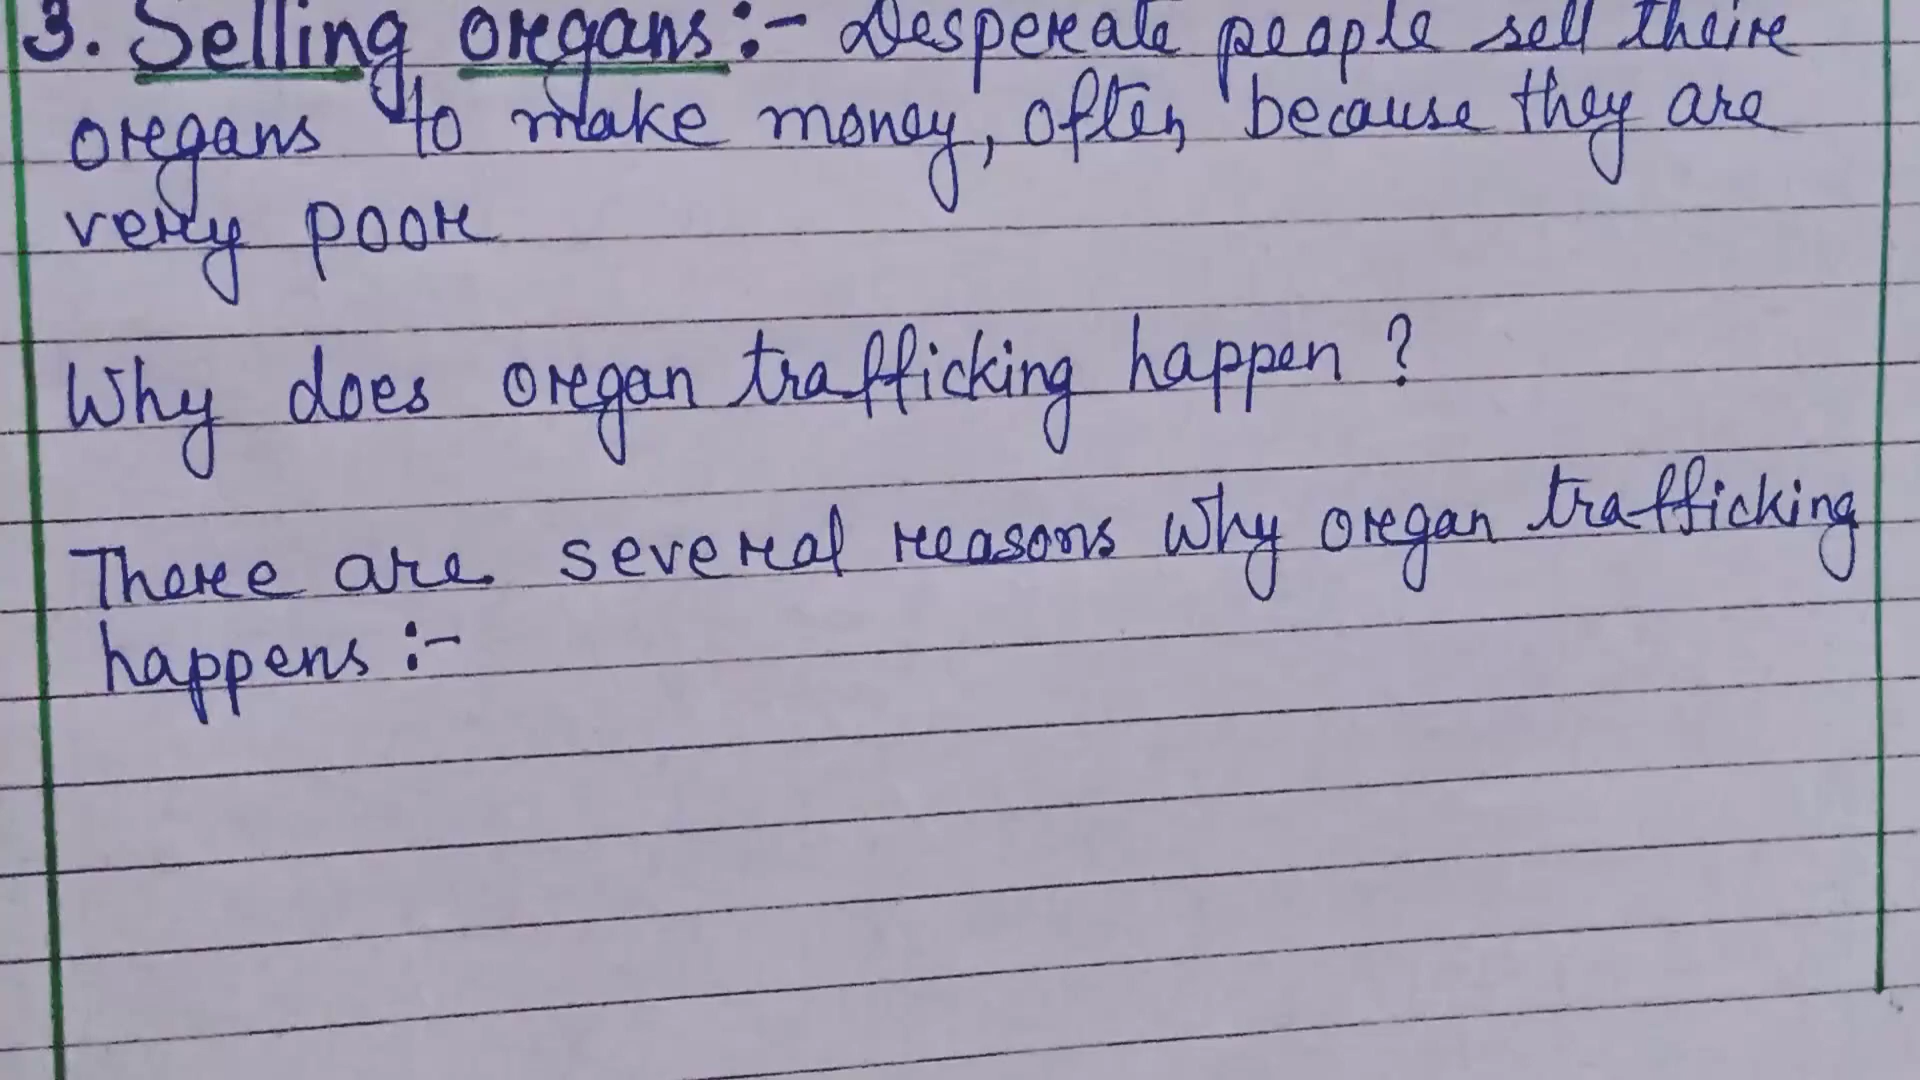 3. Selling organs :- Desperate people sell their
organs to make money, often because they are
very poor
Why does organ trafficking happen ?
There are several reasons why organ trafficking
happens :-